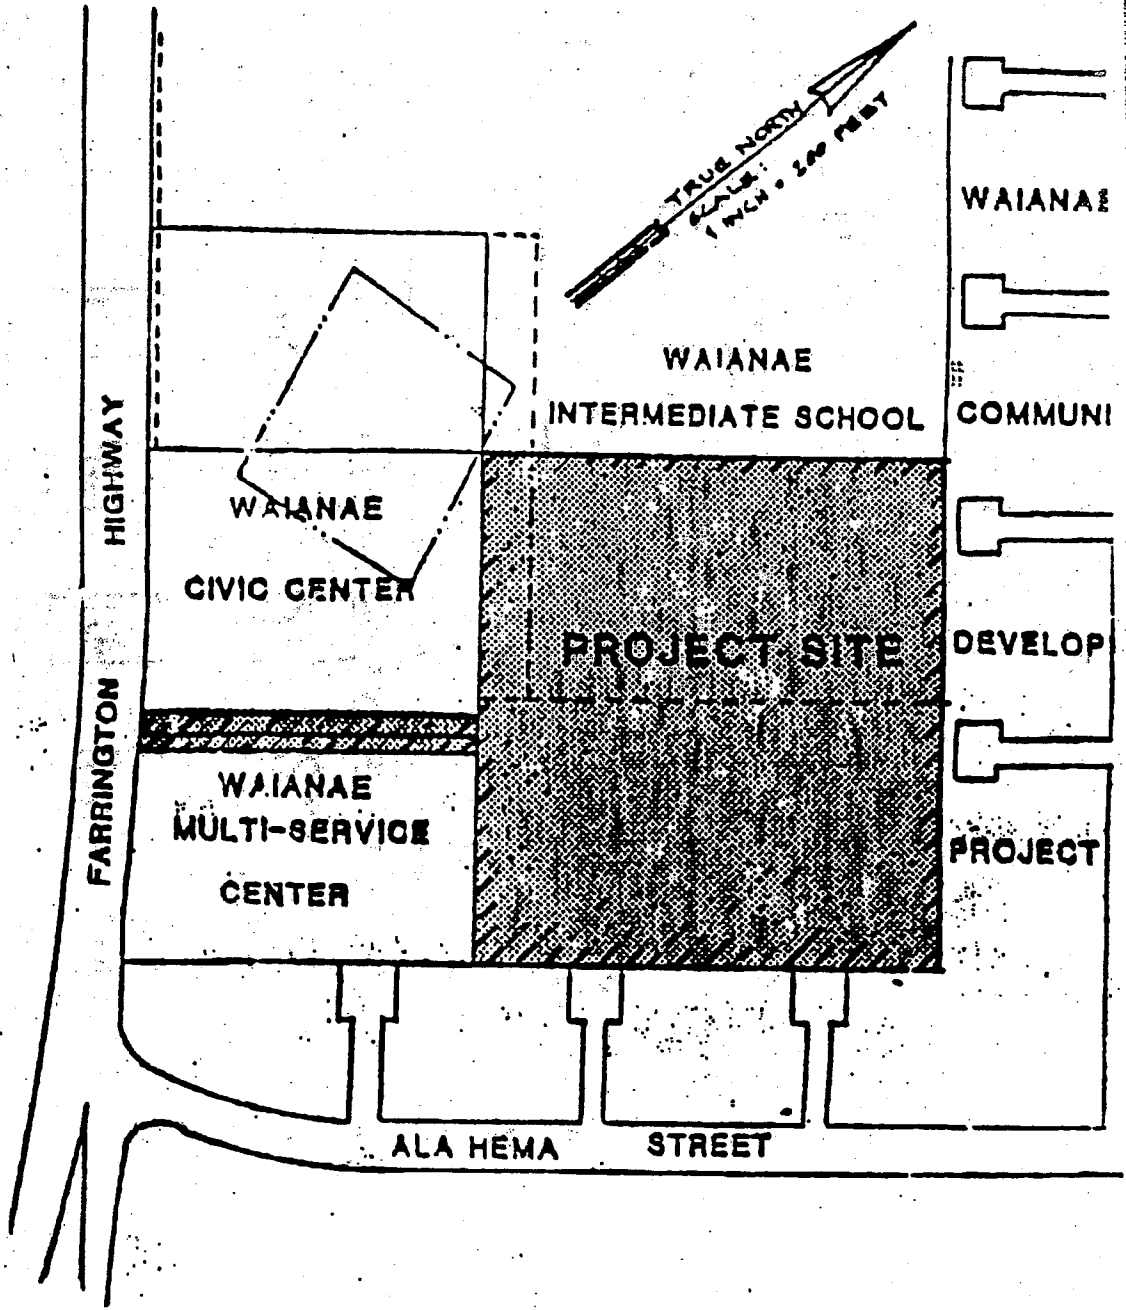 TRUE NORTH
SCALE:
1 INCH = 200 FEET
WAIANAE
INTERMEDIATE SCHOOL
WAIANAE
COMMUNI
DEVELOP
PROJECT
FARRINGTON HIGHWAY
WAIANAE
CIVIC CENTER
PROJECT SITE
WAIANAE
MULTI-SERVICE
CENTER
ALA HEMA STREET